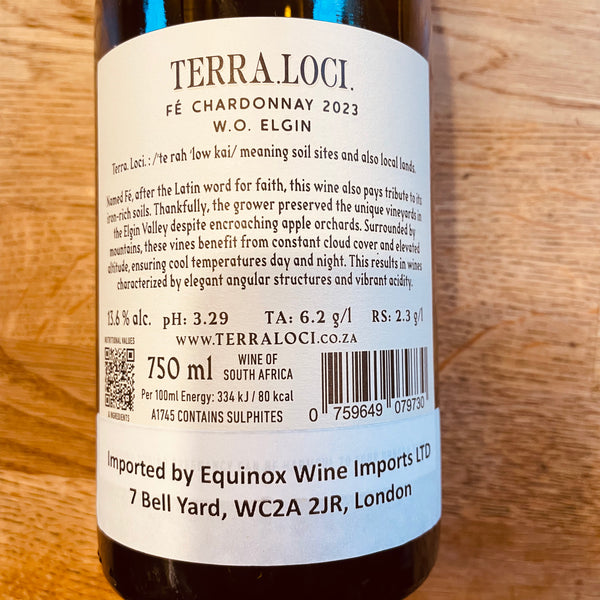 TERRA.LOCI.
FÉ CHARDONNAY 2023
W.O. ELGIN
Terra. Loci. : /'te rah 'low kai/ meaning soil sites and also local lands.
Named Fé, after the Latin word for faith, this wine also pays tribute to its
iron-rich soils. Thankfully, the grower preserved the unique vineyards in
the Elgin Valley despite encroaching apple orchards. Surrounded by
mountains, these vines benefit from constant cloud cover and elevated
altitude, ensuring cool temperatures day and night. This results in wines
characterized by elegant angular structures and vibrant acidity.
13.6 % alc. pH: 3.29 TA: 6.2 g/l RS: 2.3 g/l
WWW.TERRALOCI.CO.ZA
NUTRITIONAL VALUES
& INGREDIENTS
750 ml
WINE OF
SOUTH AFRICA
Per 100ml Energy: 334 kJ / 80 kcal
A1745 CONTAINS SULPHITES
0 759649 079730
Imported by Equinox Wine Imports LTD
7 Bell Yard, WC2A 2JR, London